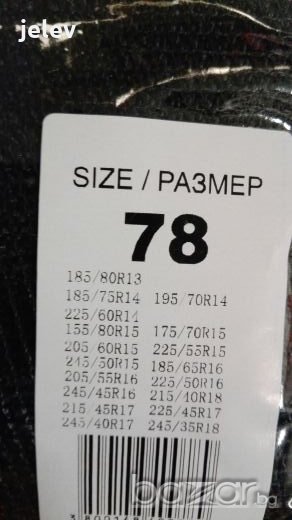 jelev
SIZE / РАЗМЕР
78
185/80R13
185/75R14 195/70R14
225/60R14
155/80R15 175/70R15
205/60R15 225/55R15
245/50R15 185/65R16
205/55R16 225/50R16
245/45R16 215/40R18
215/45R17 225/45R17
245/40R17 245/35R18
bazar.bg